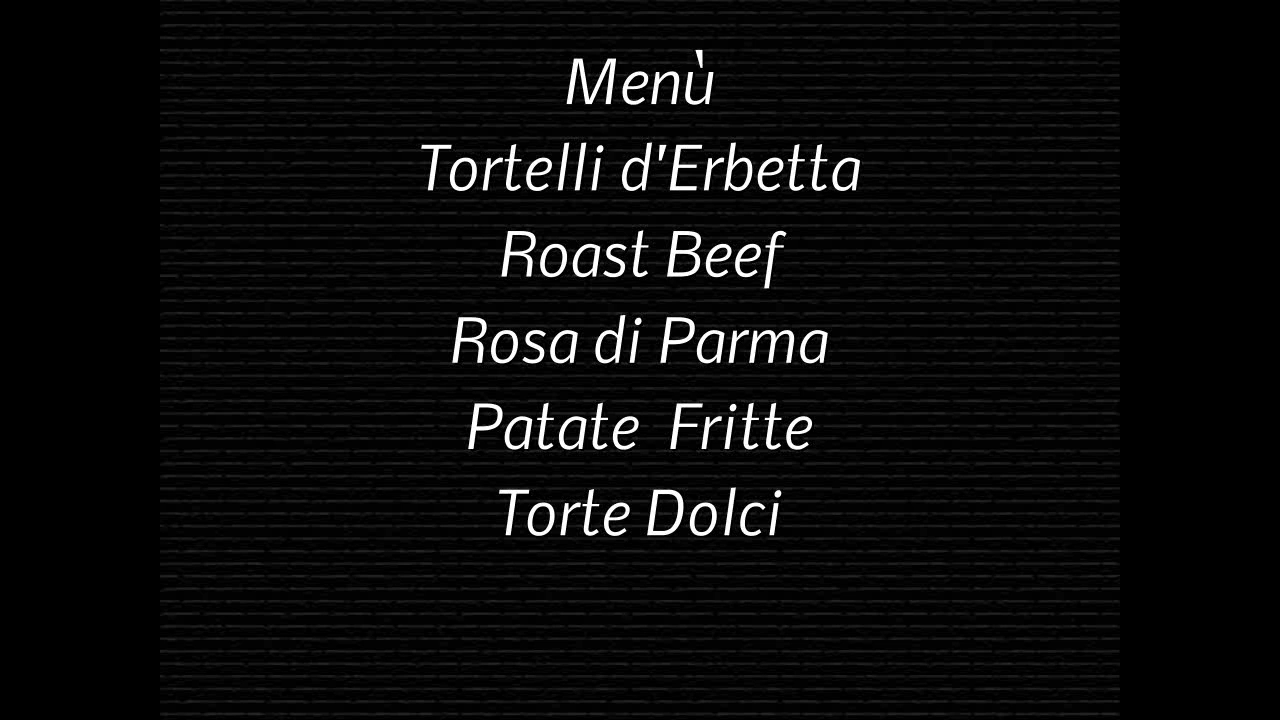 Menù
Tortelli d'Erbetta
Roast Beef
Rosa di Parma
Patate  Fritte
Torte Dolci